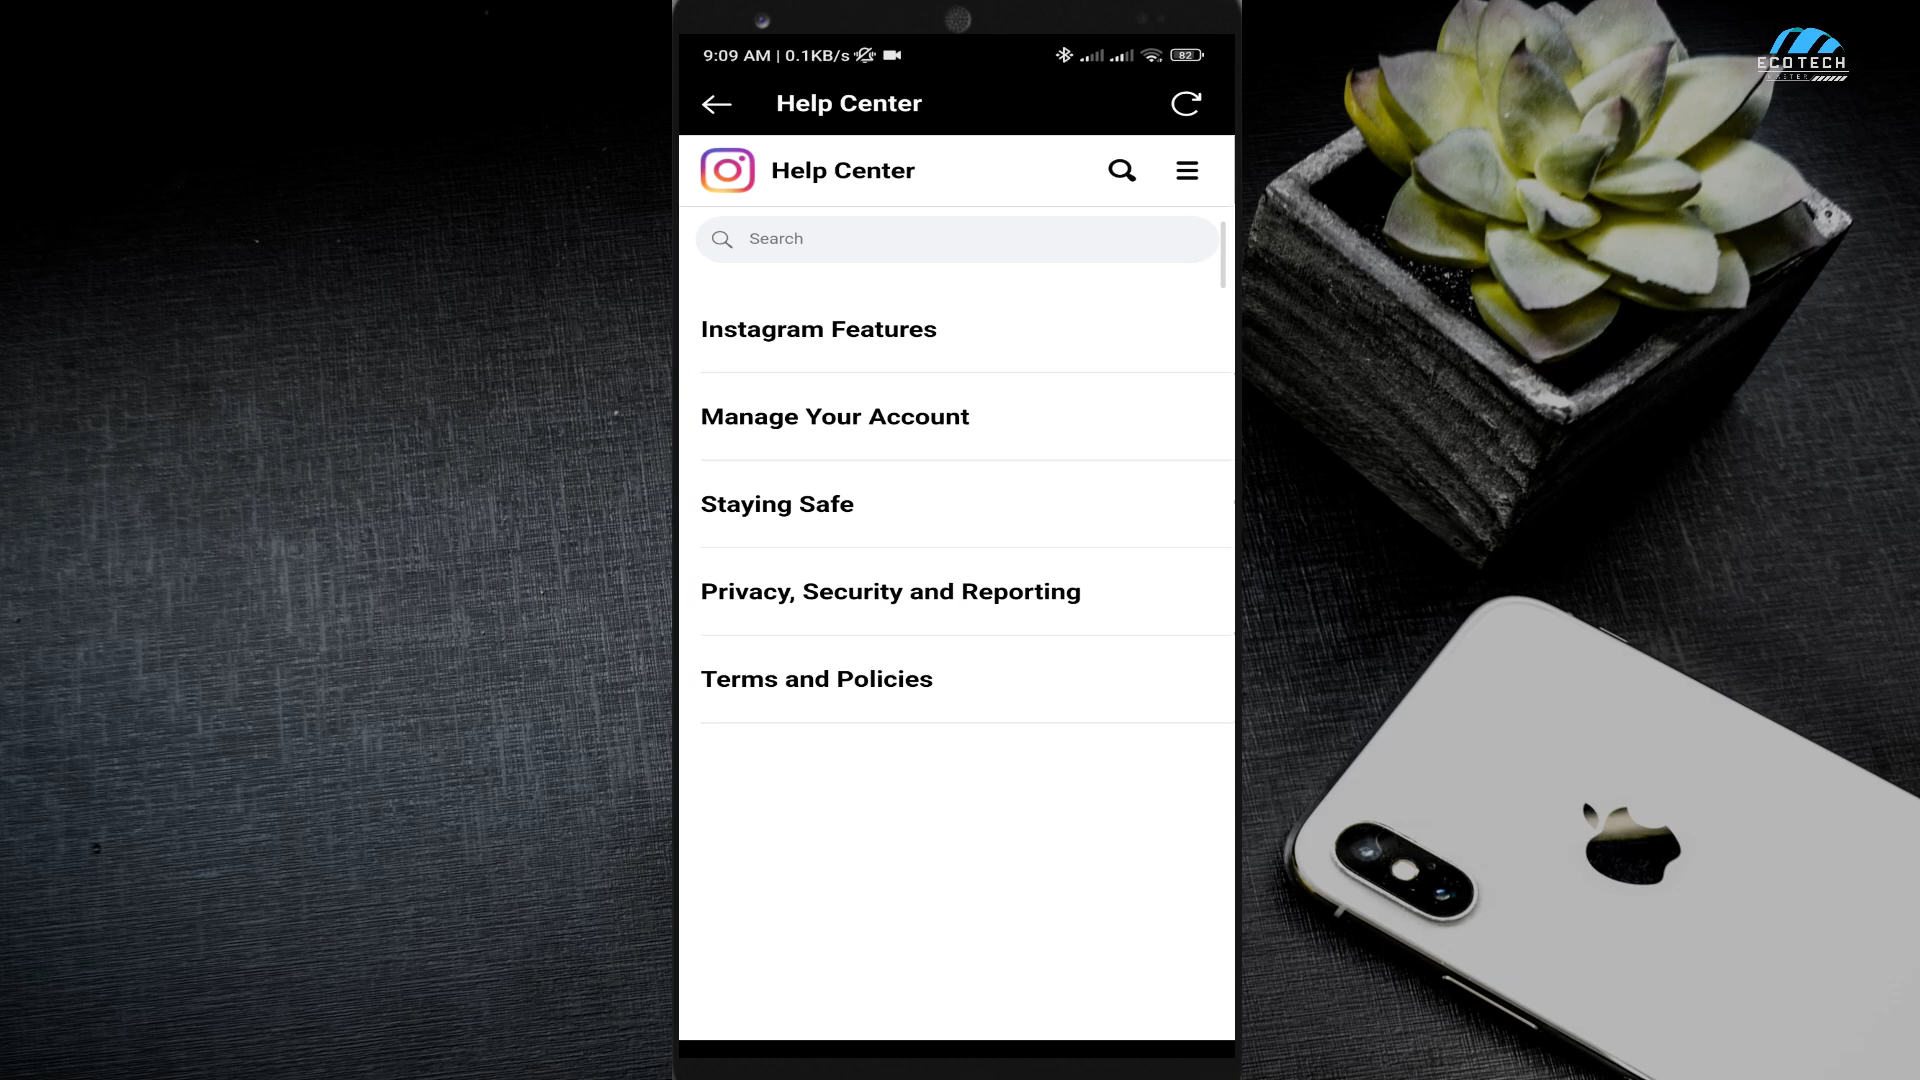 9:09 AM | 0.1KB/s
82
Help Center
Help Center
Search
Instagram Features
Manage Your Account
Staying Safe
Privacy, Security and Reporting
Terms and Policies
ECOTECH
MASTER